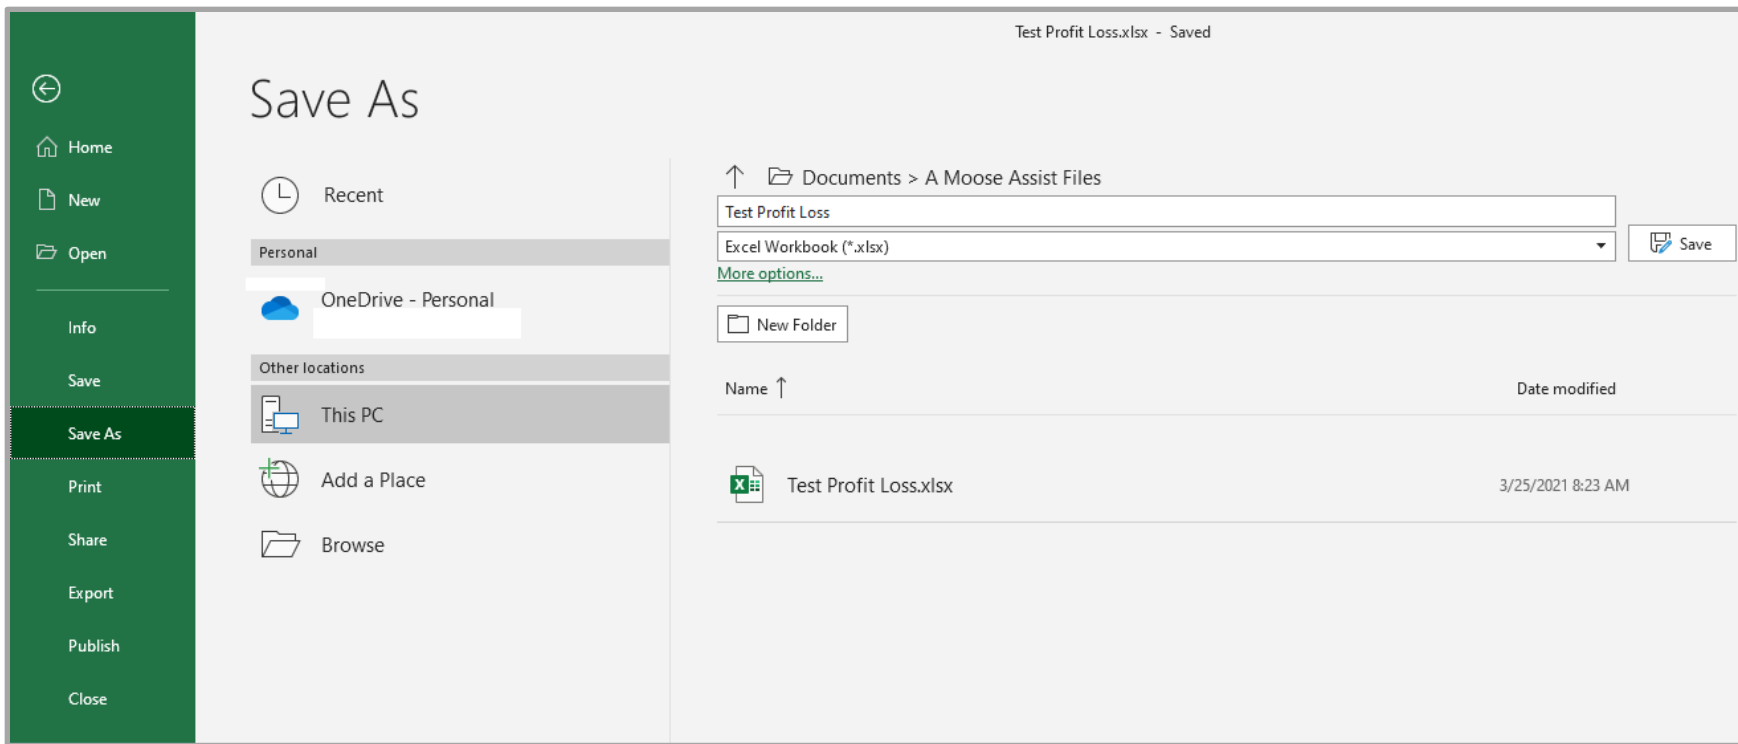 Test Profit Loss.xlsx - Saved
Save As
Home
New
Open
Info
Save
Save As
Print
Share
Export
Publish
Close
Recent
Personal
OneDrive - Personal
Other locations
This PC
Add a Place
Browse
Documents > A Moose Assist Files
Test Profit Loss
Excel Workbook (*.xlsx)
Save
More options...
New Folder
Name ↑ Date modified
Test Profit Loss.xlsx 3/25/2021 8:23 AM